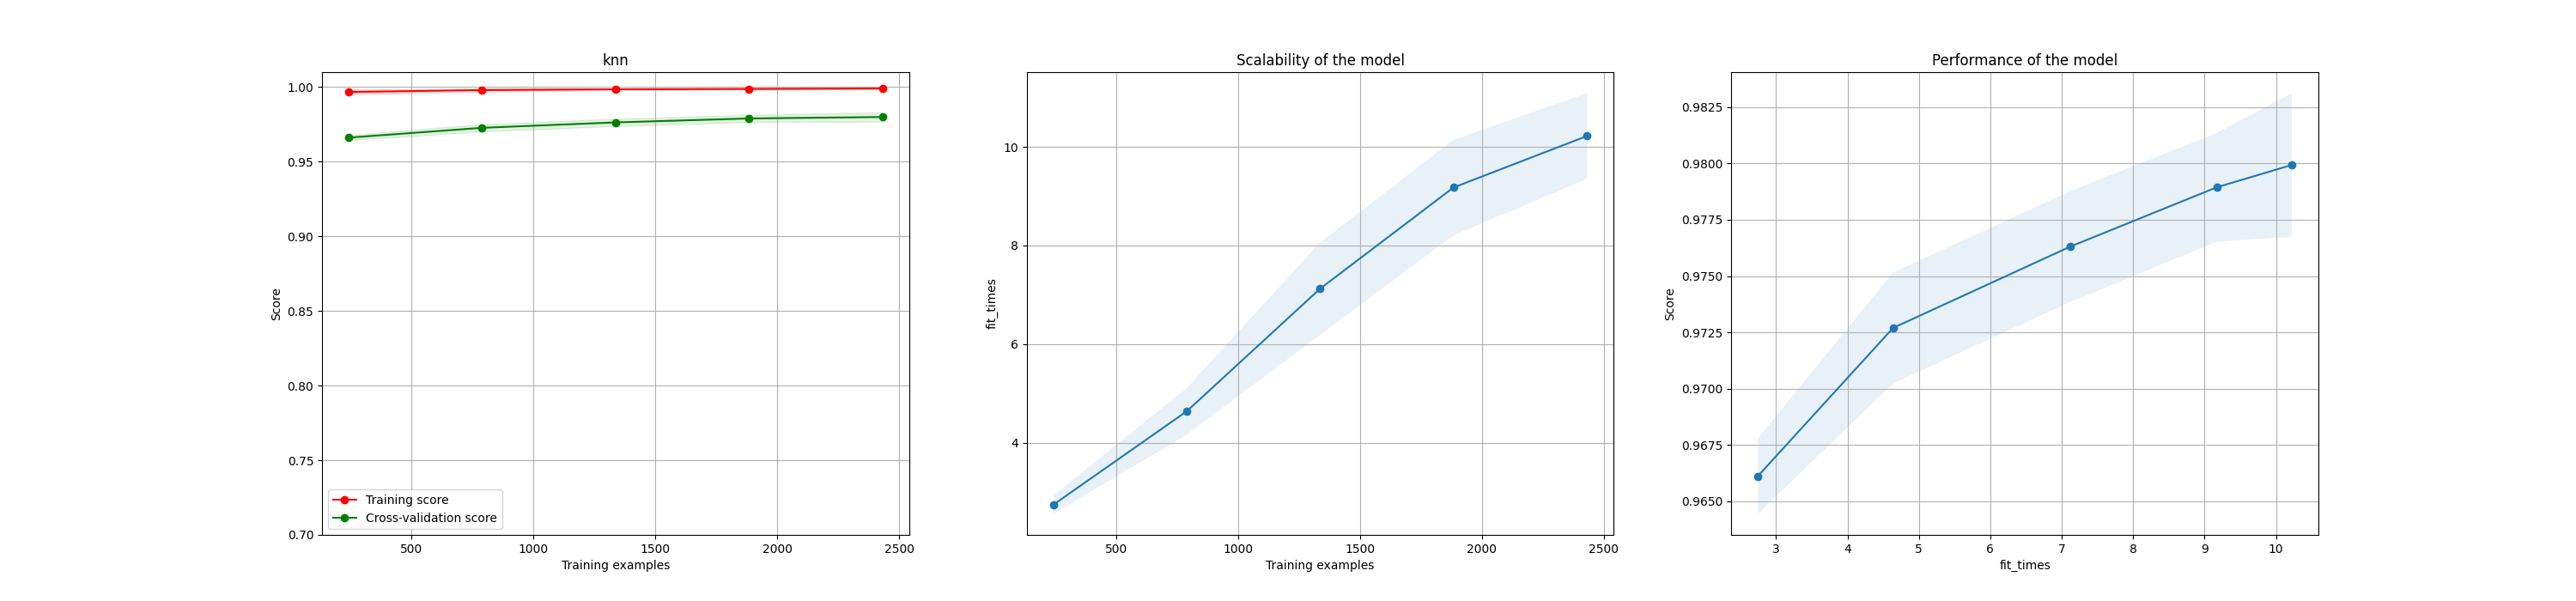 knn
1.00
0.95
0.90
0.85
0.80
0.75
0.70
Score
Training score
Cross-validation score
500 1000 1500 2000 2500
Training examples
Scalability of the model
10
8
6
4
fit_times
500 1000 1500 2000 2500
Training examples
Performance of the model
0.9825
0.9800
0.9775
0.9750
0.9725
0.9700
0.9675
0.9650
Score
3 4 5 6 7 8 9 10
fit_times